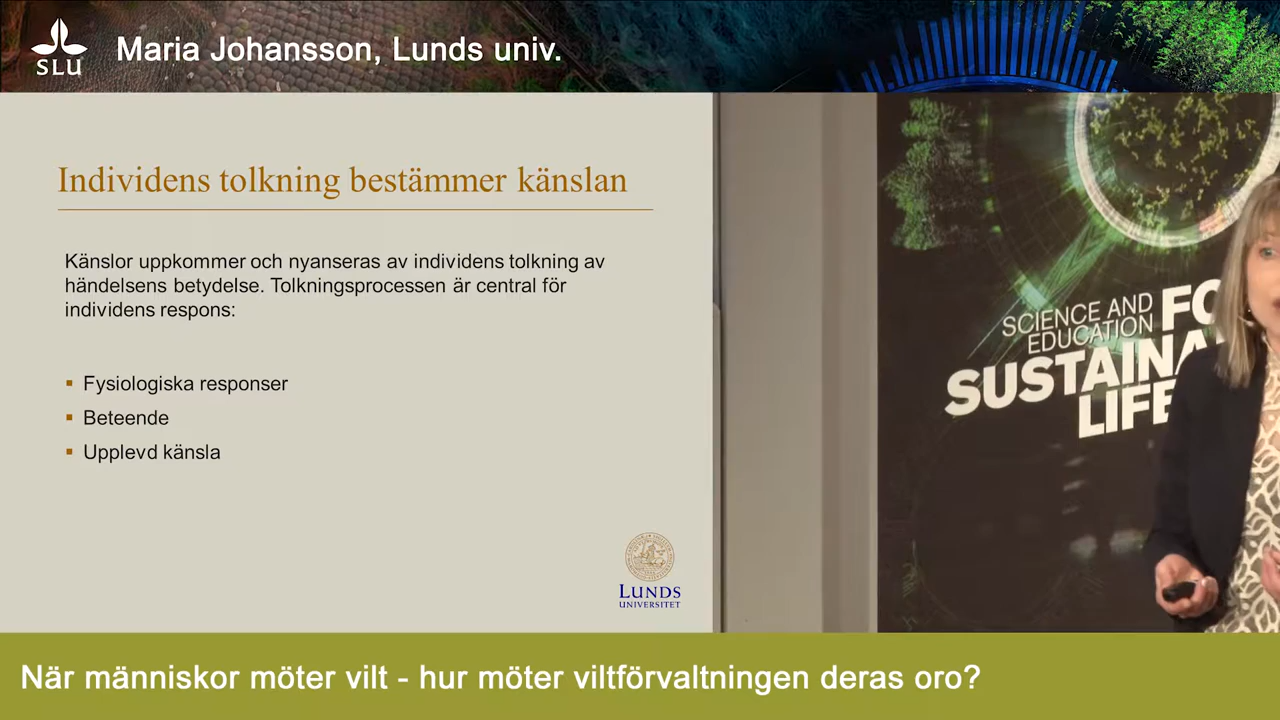 SLU
Maria Johansson, Lunds univ.
Individens tolkning bestämmer känslan
Känslor uppkommer och nyanseras av individens tolkning av
händelsens betydelse. Tolkningsprocessen är central för
individens respons:
▪ Fysiologiska responser
▪ Beteende
▪ Upplevd känsla
LUNDS
UNIVERSITET
SCIENCE AND
EDUCATION
SUSTAINA
LIFE
När människor möter vilt - hur möter viltförvaltningen deras oro?